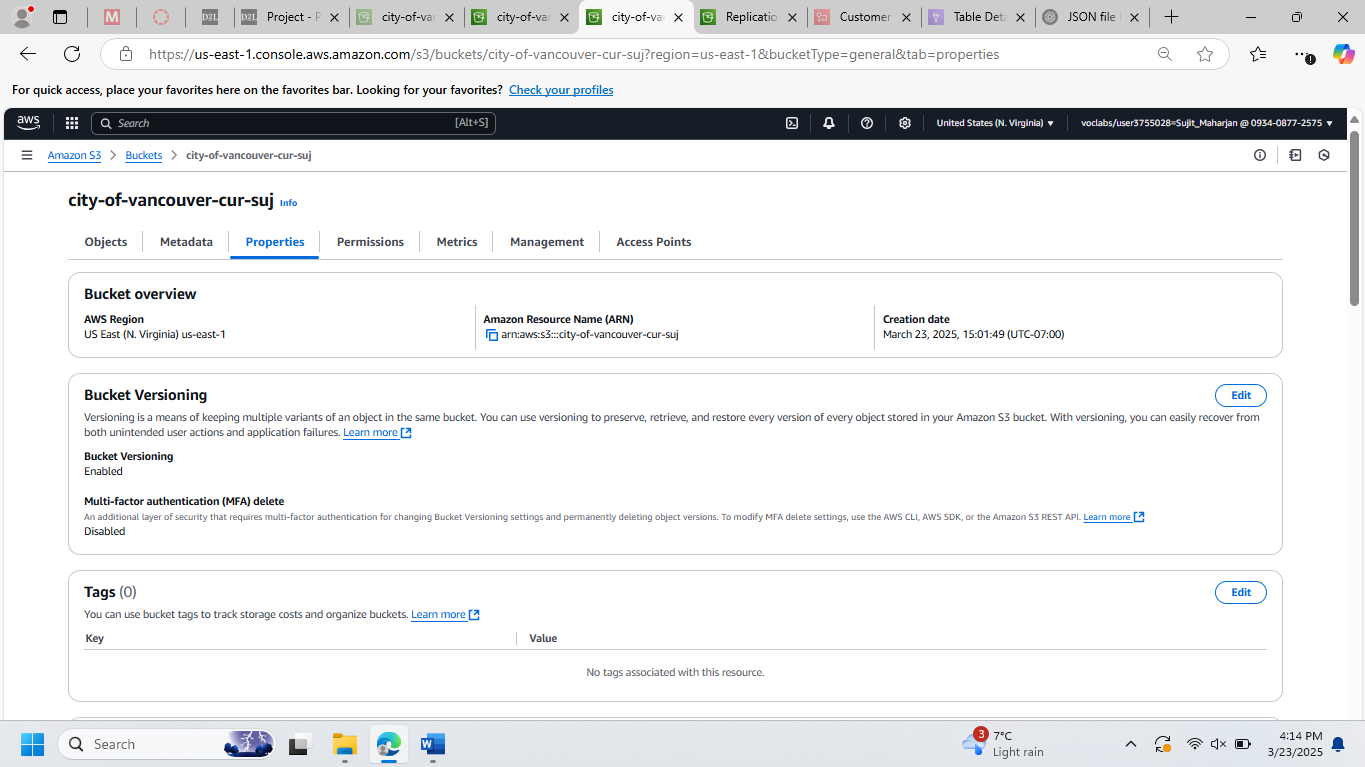 M
D2L
D2L Project - P
city-of-va
city-of-va
city-of-va
Replicatio
Customer
Table Deta
JSON file
https://us-east-1.console.aws.amazon.com/s3/buckets/city-of-vancouver-cur-suj?region=us-east-1&bucketType=general&tab=properties
For quick access, place your favorites here on the favorites bar. Looking for your favorites? Check your profiles
aws Search [Alt+S] United States (N. Virginia) voclabs/user3755028=Sujit_Maharjan @ 0934-0877-2575
Amazon S3 > Buckets > city-of-vancouver-cur-suj
city-of-vancouver-cur-suj Info
Objects Metadata Properties Permissions Metrics Management Access Points
Bucket overview
AWS Region
US East (N. Virginia) us-east-1
Amazon Resource Name (ARN)
arn:aws:s3:::city-of-vancouver-cur-suj
Creation date
March 23, 2025, 15:01:49 (UTC-07:00)
Bucket Versioning
Edit
Versioning is a means of keeping multiple variants of an object in the same bucket. You can use versioning to preserve, retrieve, and restore every version of every object stored in your Amazon S3 bucket. With versioning, you can easily recover from
both unintended user actions and application failures. Learn more
Bucket Versioning
Enabled
Multi-factor authentication (MFA) delete
An additional layer of security that requires multi-factor authentication for changing Bucket Versioning settings and permanently deleting object versions. To modify MFA delete settings, use the AWS CLI, AWS SDK, or the Amazon S3 REST API. Learn more
Disabled
Tags (0)
Edit
You can use bucket tags to track storage costs and organize buckets. Learn more
Key Value
No tags associated with this resource.
Search
3
7°C
Light rain
4:14 PM
3/23/2025